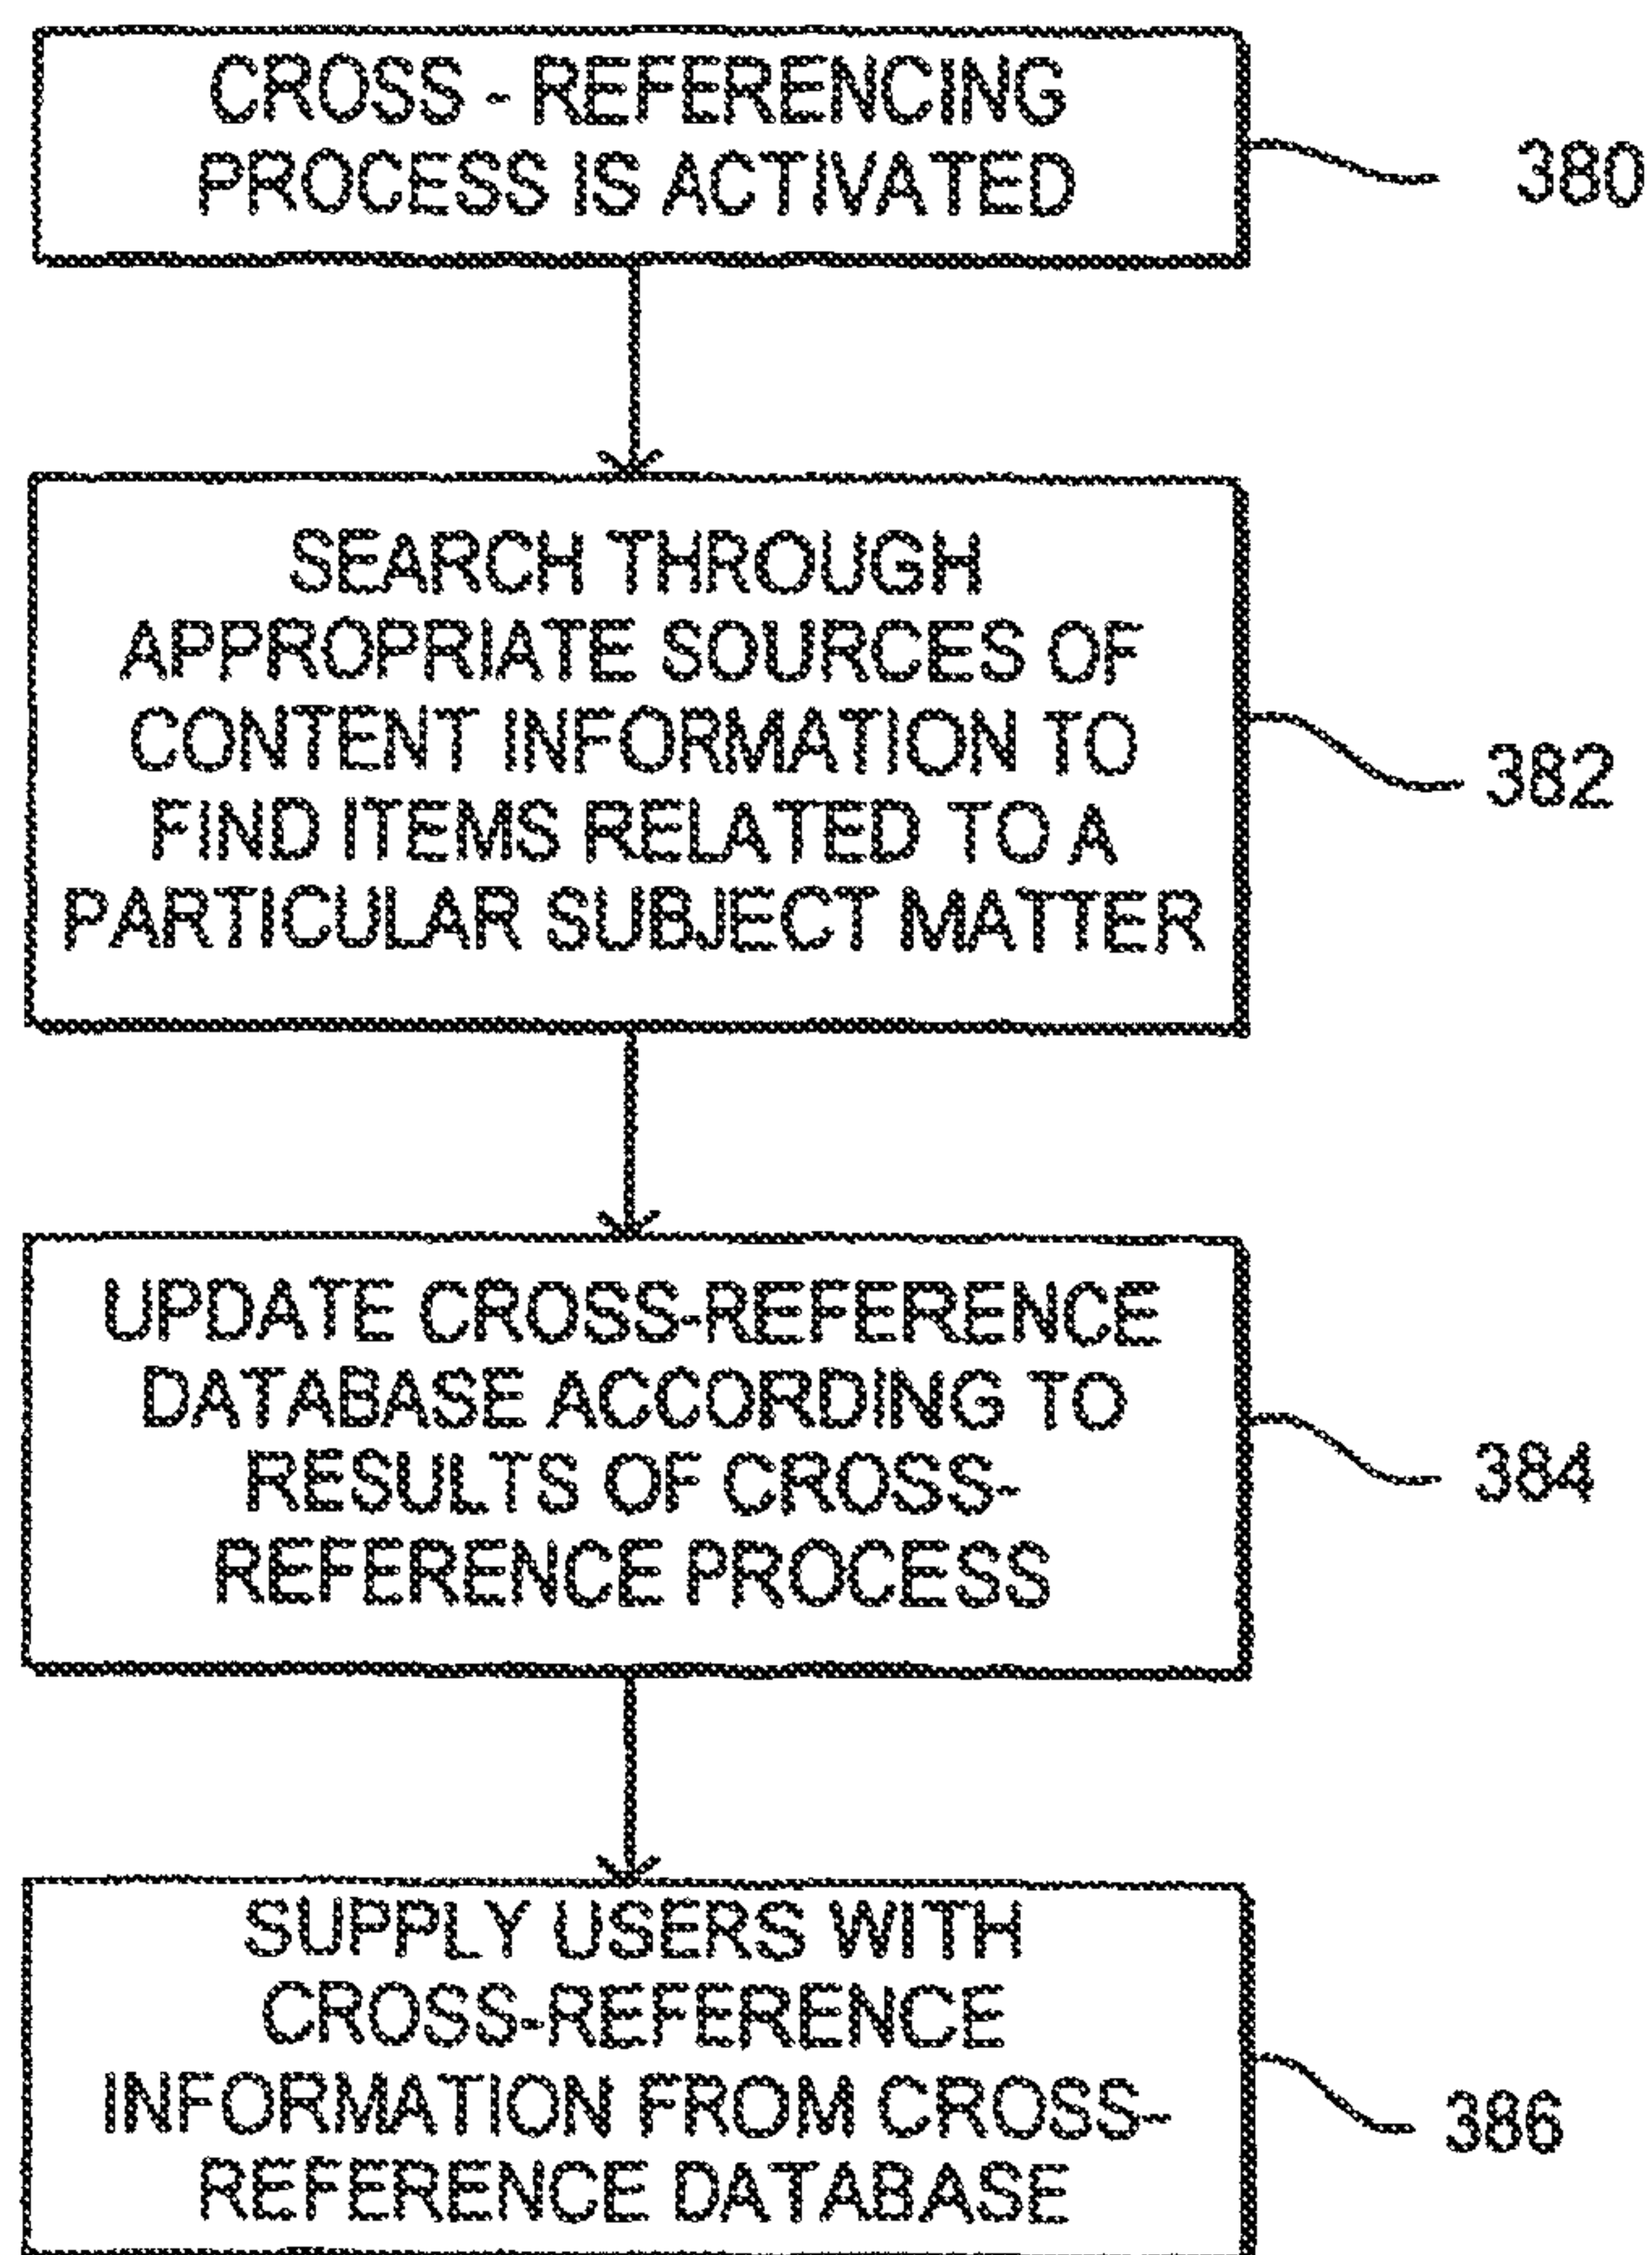 CROSS - REFERENCING
PROCESS IS ACTIVATED
380
SEARCH THROUGH
APPROPRIATE SOURCES OF
CONTENT INFORMATION TO
FIND ITEMS RELATED TO A
PARTICULAR SUBJECT MATTER
382
UPDATE CROSS-REFERENCE
DATABASE ACCORDING TO
RESULTS OF CROSS-
REFERENCE PROCESS
384
SUPPLY USERS WITH
CROSS-REFERENCE
INFORMATION FROM CROSS-
REFERENCE DATABASE
386